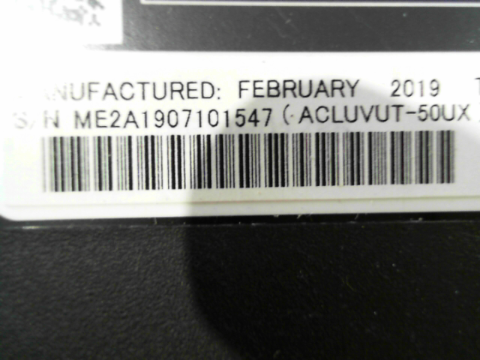 MANUFACTURED: FEBRUARY 2019
S/N ME2A1907101547 ( ACLUVUT-50UX )